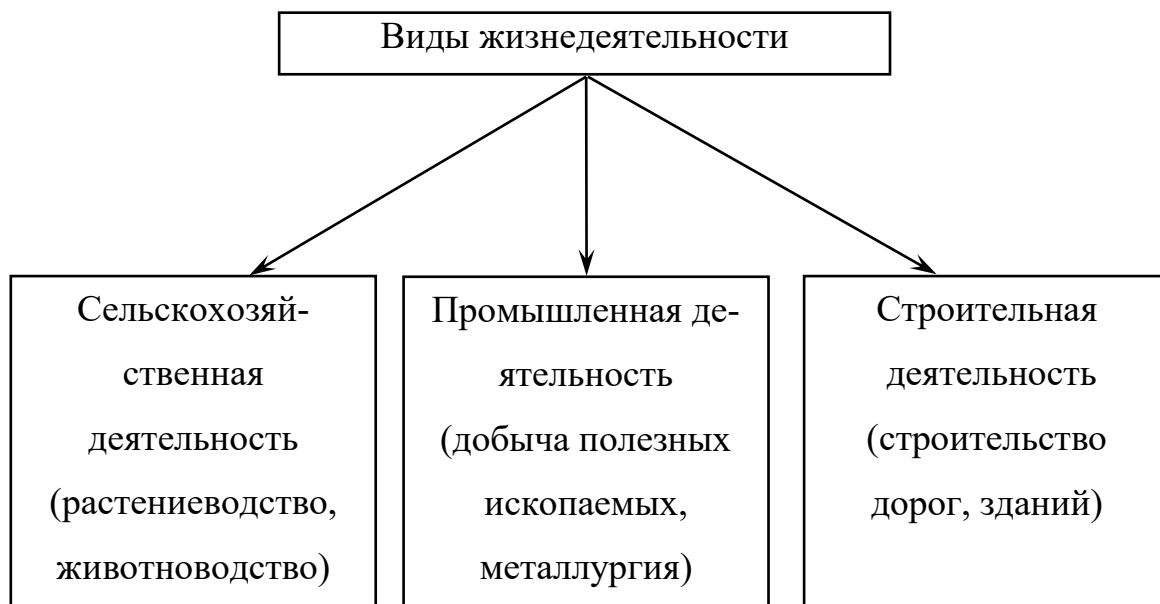 Виды жизнедеятельности
Сельскохозяй-
ственная
деятельность
(растениеводство,
животноводство)
Промышленная де-
ятельность
(добыча полезных
ископаемых,
металлургия)
Строительная
деятельность
(строительство
дорог, зданий)